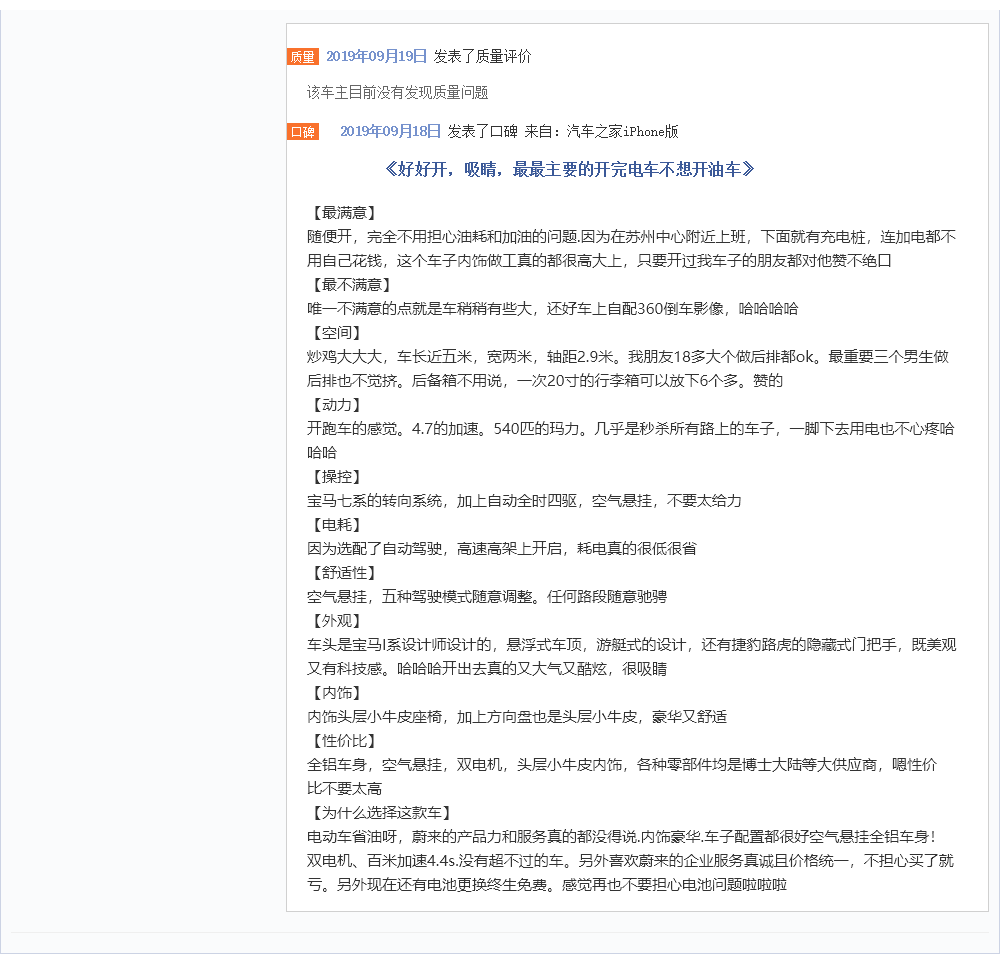 质量 2019年09月19日 发表了质量评价
该车主目前没有发现质量问题
口碑 2019年09月18日 发表了口碑 来自：汽车之家iPhone版
《好好开，吸晴，最最主要的开完电车不想开油车》
【最满意】
随便开，完全不用担心油耗和加油的问题.因为在苏州中心附近上班，下面就有充电桩，连加电都不
用自己花钱，这个车子内饰做工真的都很高大上，只要开过我车子的朋友都对他赞不绝口
【最不满意】
唯一不满意的点就是车稍稍有些大，还好车上自配360倒车影像，哈哈哈哈
【空间】
炒鸡大大大，车长近五米，宽两米，轴距2.9米。我朋友18多大个做后排都ok。最重要三个男生做
后排也不觉挤。后备箱不用说，一次20寸的行李箱可以放下6个多。赞的
【动力】
开跑车的感觉。4.7的加速。540匹的玛力。几乎是秒杀所有路上的车子，一脚下去用电也不心疼哈
哈哈
【操控】
宝马七系的转向系统，加上自动全时四驱，空气悬挂，不要太给力
【电耗】
因为选配了自动驾驶，高速高架上开启，耗电真的很低很省
【舒适性】
空气悬挂，五种驾驶模式随意调整。任何路段随意驰骋
【外观】
车头是宝马I系设计师设计的，悬浮式车顶，游艇式的设计，还有捷豹路虎的隐藏式门把手，既美观
又有科技感。哈哈哈开出去真的又大气又酷炫，很吸睛
【内饰】
内饰头层小牛皮座椅，加上方向盘也是头层小牛皮，豪华又舒适
【性价比】
全铝车身，空气悬挂，双电机，头层小牛皮内饰，各种零部件均是博士大陆等大供应商，嗯性价
比不要太高
【为什么选择这款车】
电动车省油呀，蔚来的产品力和服务真的都没得说.内饰豪华.车子配置都很好空气悬挂全铝车身！
双电机、百米加速4.4s.没有超不过的车。另外喜欢蔚来的企业服务真诚且价格统一，不担心买了就
亏。另外现在还有电池更换终生免费。感觉再也不要担心电池问题啦啦啦